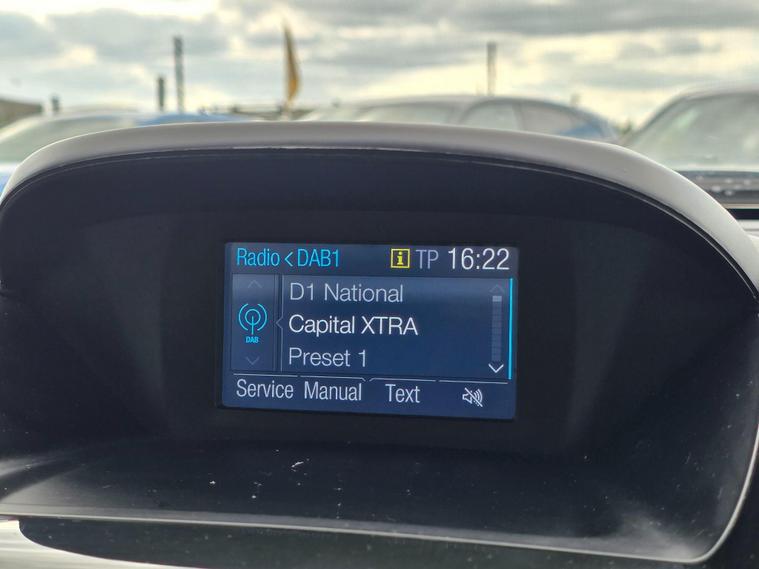 Radio < DAB1 i TP 16:22
D1 National
DAB
Capital XTRA
Preset 1
Service Manual Text